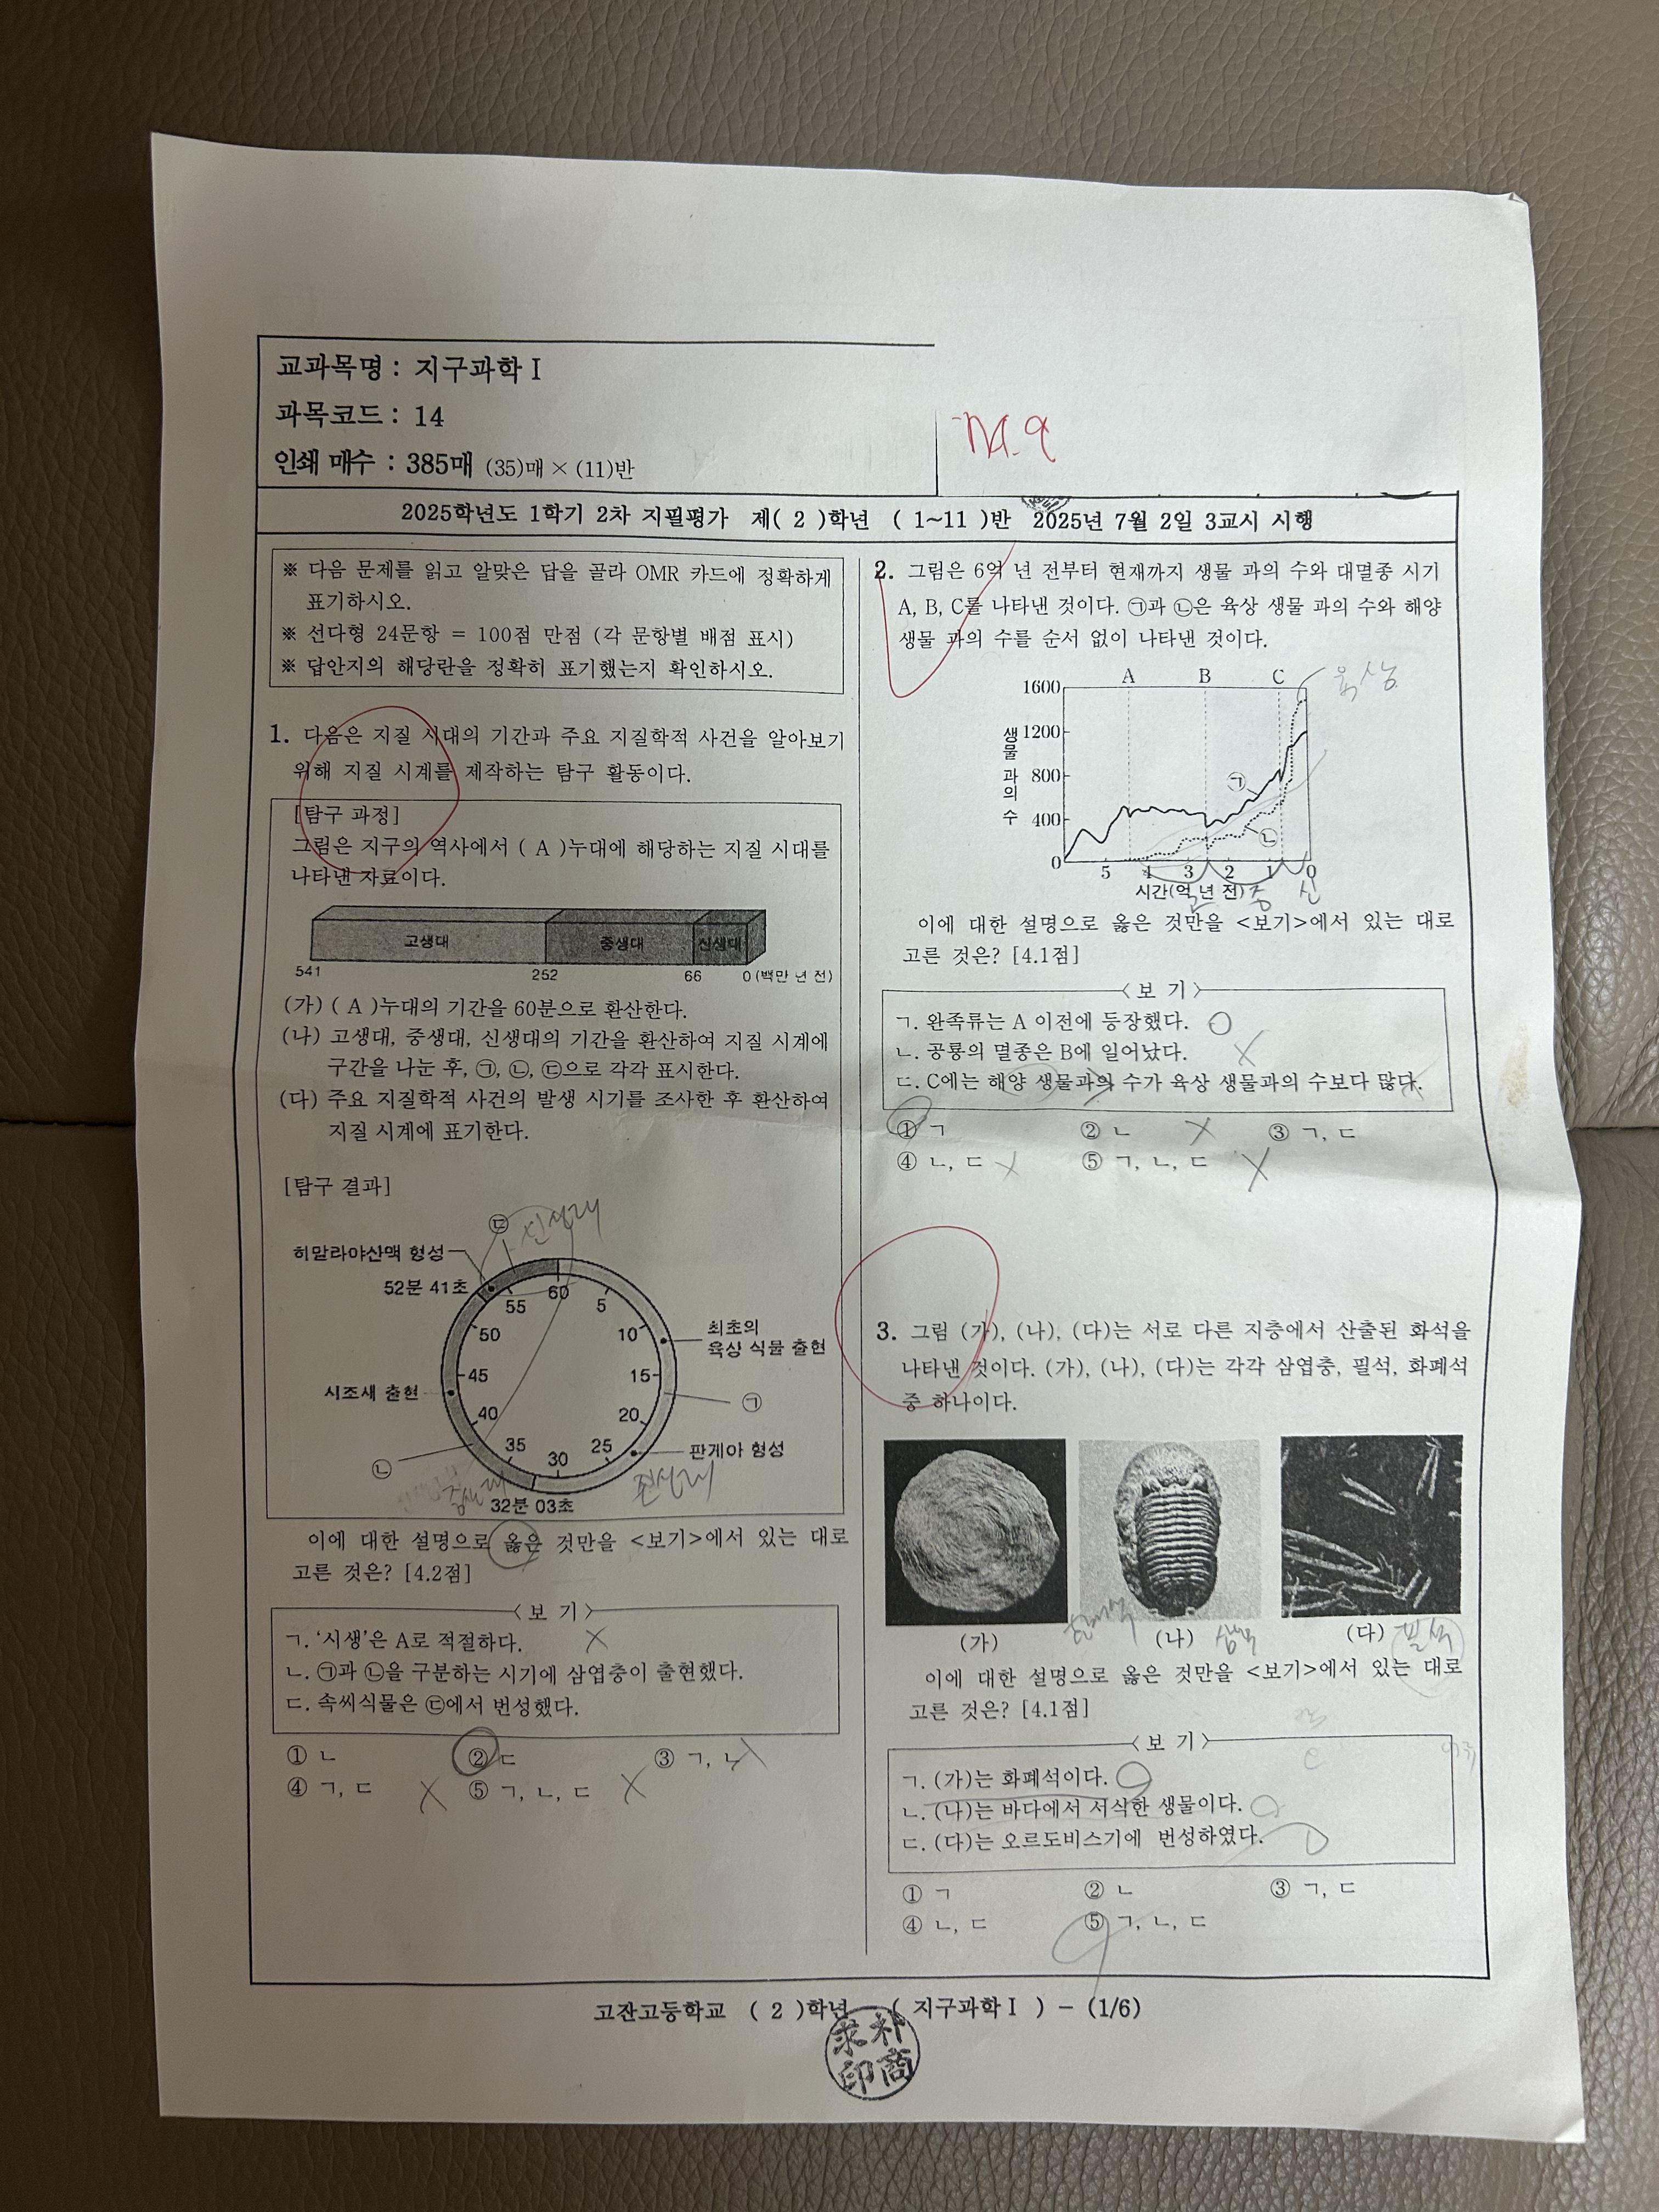 교과목명 : 지구과학 I
과목코드 : 14
인쇄 매수 : 385매 (35)매 × (11)반
2025학년도 1학기 2차 지필평가 제( 2 )학년 ( 1~11 )반 2025년 7월 2일 3교시 시행
※ 다음 문제를 읽고 알맞은 답을 골라 OMR 카드에 정확하게
표기하시오.
※ 선다형 24문항 = 100점 만점 (각 문항별 배점 표시)
※ 답안지의 해당란을 정확히 표기했는지 확인하시오.
1. 다음은 지질 시대의 기간과 주요 지질학적 사건을 알아보기
위해 지질 시계를 제작하는 탐구 활동이다.
[탐구 과정]
그림은 지구의 역사에서 ( A )누대에 해당하는 지질 시대를
나타낸 자료이다.
고생대 중생대 신생대
541 252 66 0 (백만 년 전)
(가) ( A )누대의 기간을 60분으로 환산한다.
(나) 고생대, 중생대, 신생대의 기간을 환산하여 지질 시계에
구간을 나눈 후, ㉠, ㉡, ㉢으로 각각 표시한다.
(다) 주요 지질학적 사건의 발생 시기를 조사한 후 환산하여
지질 시계에 표기한다.
[탐구 결과]
㉢ 신생대
히말라야산맥 형성
52분 41초
60 5 10 15 20 25 30 35 40 45 50 55
최초의
육상 식물 출현
시조새 출현
㉠
판게아 형성
㉡
32분 03초
이에 대한 설명으로 옳은 것만을 <보기>에서 있는 대로
고른 것은? [4.2점]
<보 기>
ㄱ. ‘시생’은 A로 적절하다.
ㄴ. ㉠과 ㉡을 구분하는 시기에 삼엽충이 출현했다.
ㄷ. 속씨식물은 ㉢에서 번성했다.
① ㄴ ② ㄷ ③ ㄱ, ㄴ
④ ㄱ, ㄷ ⑤ ㄱ, ㄴ, ㄷ
2. 그림은 6억 년 전부터 현재까지 생물 과의 수와 대멸종 시기
A, B, C를 나타낸 것이다. ㉠과 ㉡은 육상 생물 과의 수와 해양
생물 과의 수를 순서 없이 나타낸 것이다.
A B C
육상
생물 과의 수
1600
1200
800
400
0
㉠
㉡
5 4 3 2 1 0
시간(억 년 전)
중 신
이에 대한 설명으로 옳은 것만을 <보기>에서 있는 대로
고른 것은? [4.1점]
<보 기>
ㄱ. 완족류는 A 이전에 등장했다.
ㄴ. 공룡의 멸종은 B에 일어났다.
ㄷ. C에는 해양 생물과의 수가 육상 생물과의 수보다 많다.
① ㄱ ② ㄴ ③ ㄱ, ㄷ
④ ㄴ, ㄷ ⑤ ㄱ, ㄴ, ㄷ
3. 그림 (가), (나), (다)는 서로 다른 지층에서 산출된 화석을
나타낸 것이다. (가), (나), (다)는 각각 삼엽충, 필석, 화폐석
중 하나이다.
(가) (나) (다) 필석
이에 대한 설명으로 옳은 것만을 <보기>에서 있는 대로
고른 것은? [4.1점]
<보 기>
ㄱ. (가)는 화폐석이다.
ㄴ. (나)는 바다에서 서식한 생물이다.
ㄷ. (다)는 오르도비스기에 번성하였다.
① ㄱ ② ㄴ ③ ㄱ, ㄷ
④ ㄴ, ㄷ ⑤ ㄱ, ㄴ, ㄷ
고잔고등학교 ( 2 )학년 ( 지구과학 I ) - (1/6)